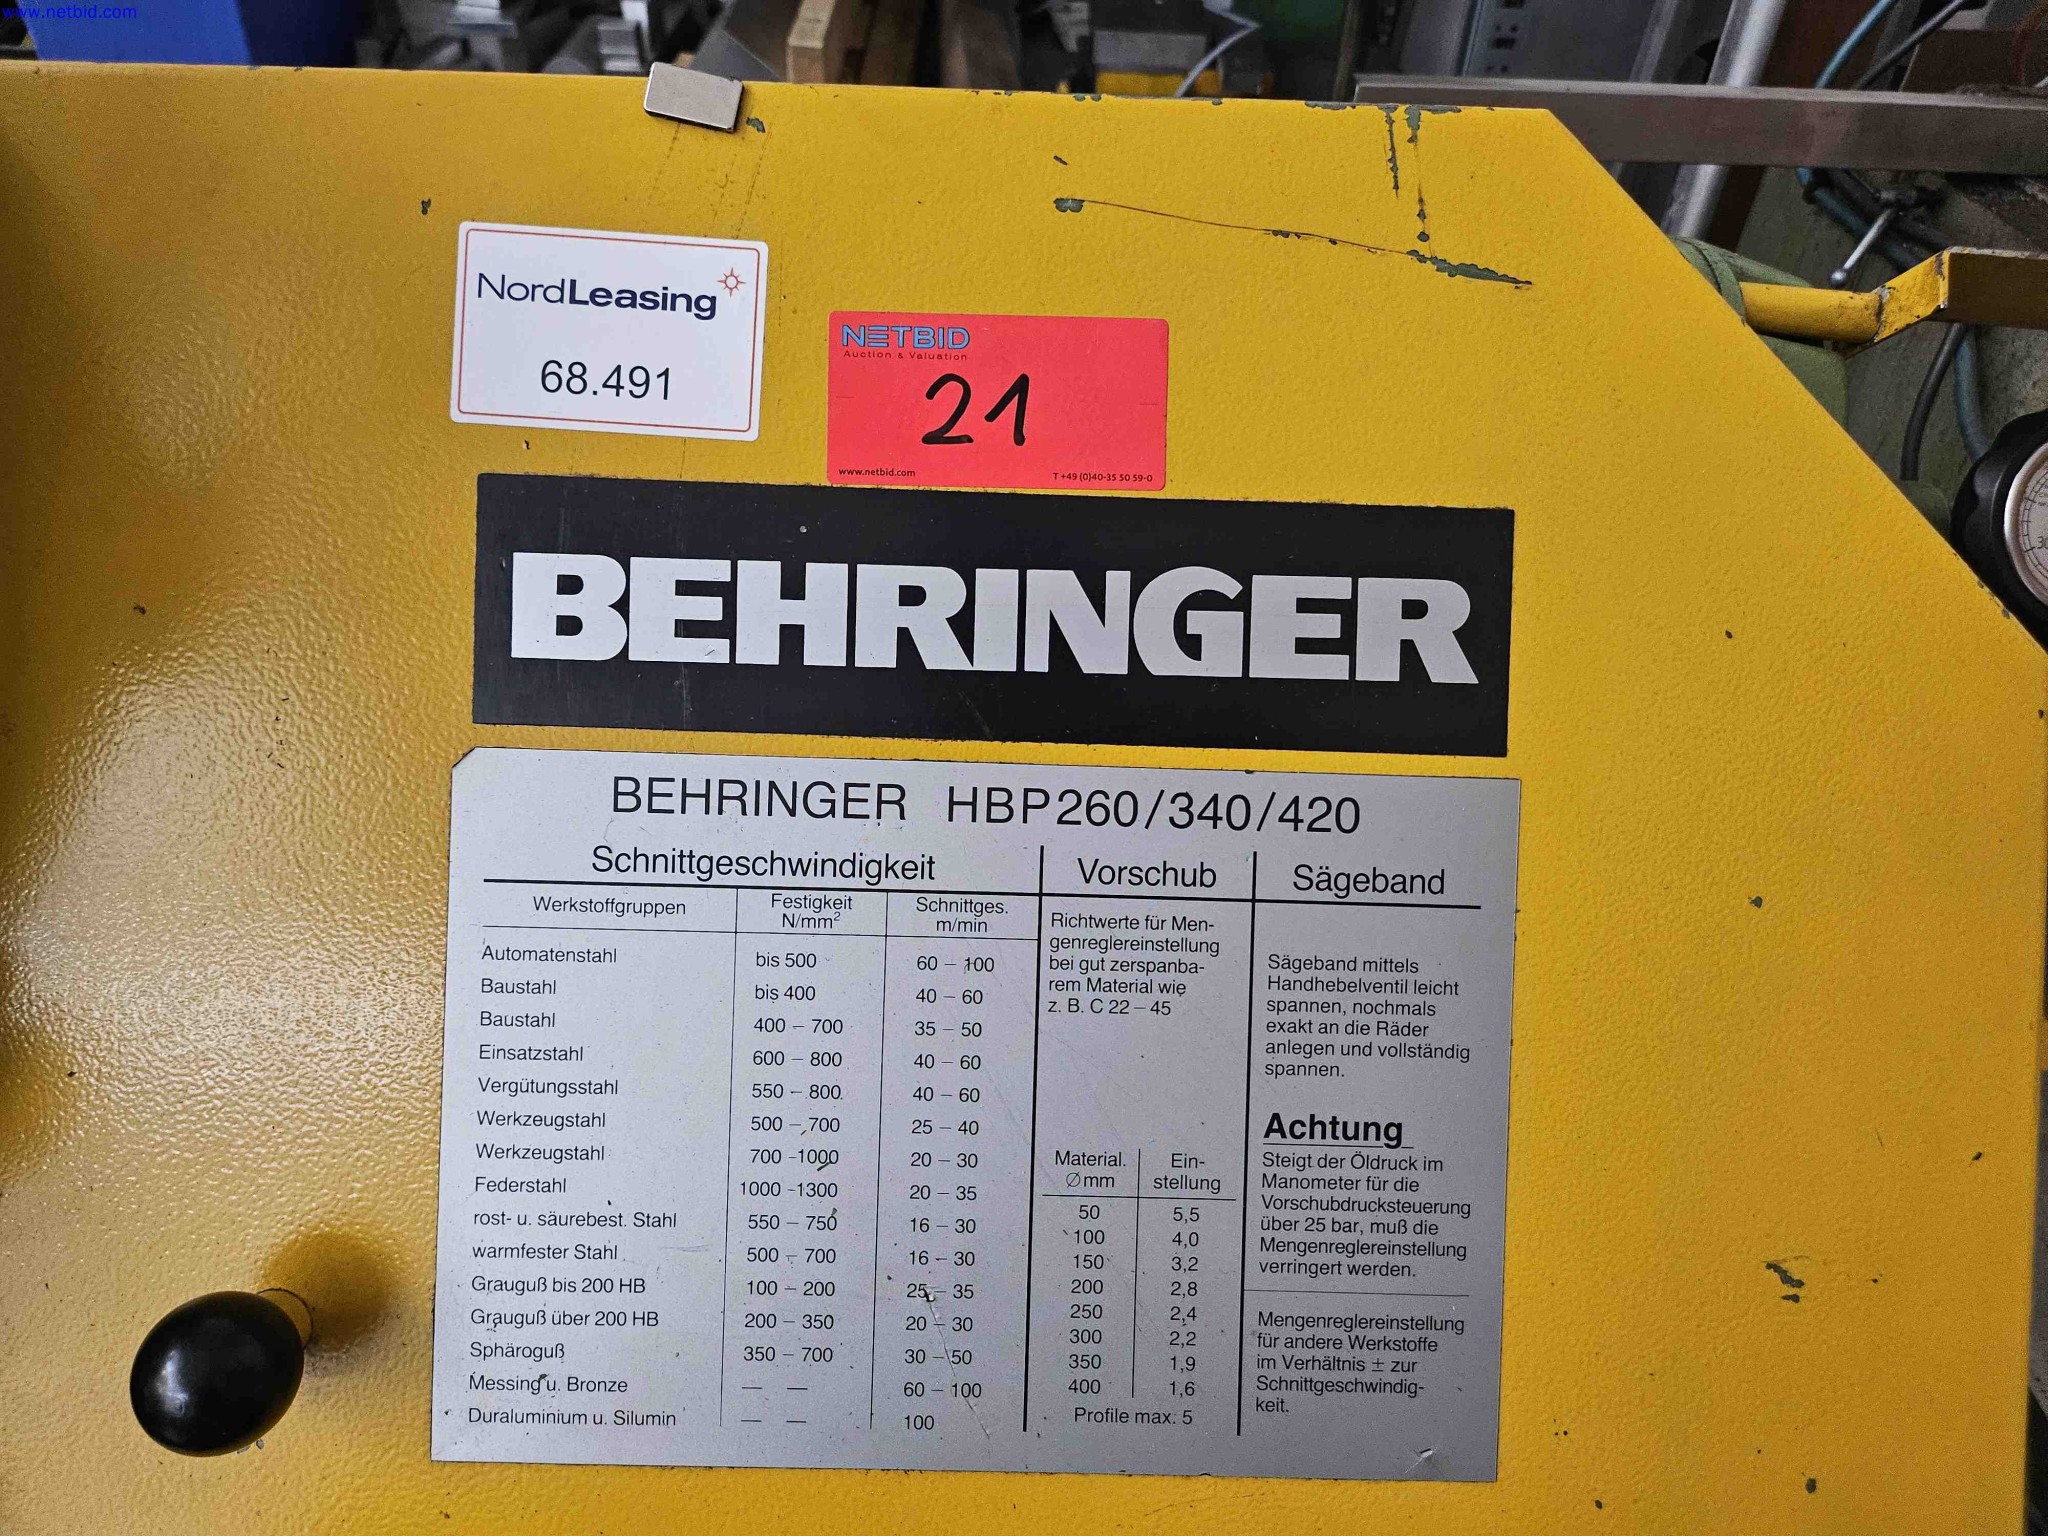 www.netbid.com
NordLeasing
68.491
NETBID
Auction & Valuation
21
www.netbid.com T +49 (0)40-35 50 59-0
BEHRINGER
BEHRINGER HBP260/340/420
Schnittgeschwindigkeit
Werkstoffgruppen Festigkeit N/mm² Schnittges. m/min
Automatenstahl bis 500 60 – 100
Baustahl bis 400 40 – 60
Baustahl 400 – 700 35 – 50
Einsatzstahl 600 – 800 40 – 60
Vergütungsstahl 550 – 800 40 – 60
Werkzeugstahl 500 – 700 25 – 40
Werkzeugstahl 700 -1000 20 – 30
Federstahl 1000 -1300 20 – 35
rost- u. säurebest. Stahl 550 – 750 16 – 30
warmfester Stahl 500 – 700 16 – 30
Grauguß bis 200 HB 100 – 200 25 – 35
Grauguß über 200 HB 200 – 350 20 – 30
Sphäroguß 350 – 700 30 – 50
Messing u. Bronze — — 60 – 100
Duraluminium u. Silumin — — 100
Vorschub
Richtwerte für Men-
genreglereinstellung
bei gut zerspanba-
rem Material wie
z. B. C 22 – 45
Material. Ømm Ein-stellung
50 5,5
100 4,0
150 3,2
200 2,8
250 2,4
300 2,2
350 1,9
400 1,6
Profile max. 5
Sägeband
Sägeband mittels
Handhebelventil leicht
spannen, nochmals
exakt an die Räder
anlegen und vollständig
spannen.
Achtung
Steigt der Öldruck im
Manometer für die
Vorschubdrucksteuerung
über 25 bar, muß die
Mengenreglereinstellung
verringert werden.
Mengenreglereinstellung
für andere Werkstoffe
im Verhältnis ± zur
Schnittgeschwindig-
keit.
30